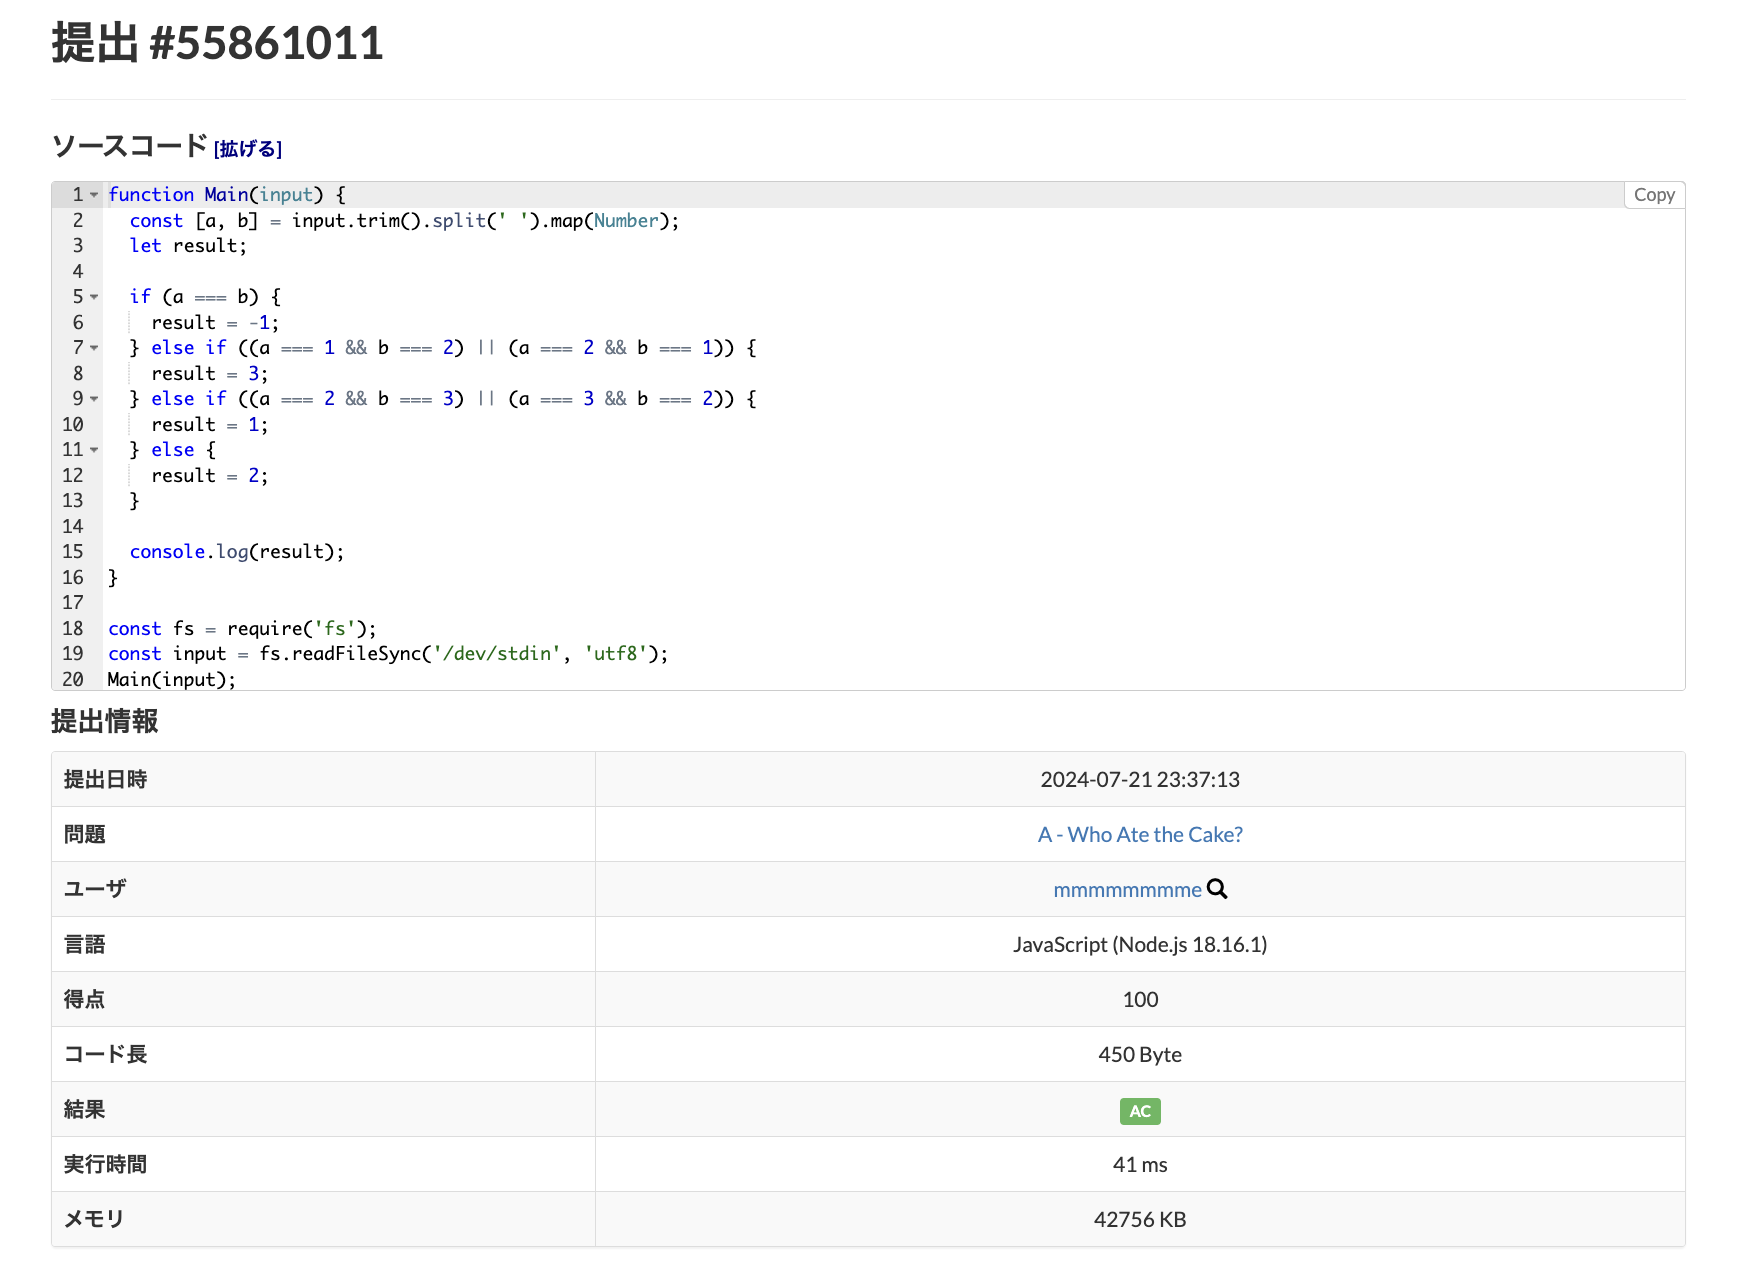 提出 #55861011
ソースコード [拡げる]
Copy
1 function Main(input) {
2   const [a, b] = input.trim().split(' ').map(Number);
3   let result;
4
5   if (a === b) {
6     result = -1;
7   } else if ((a === 1 && b === 2) || (a === 2 && b === 1)) {
8     result = 3;
9   } else if ((a === 2 && b === 3) || (a === 3 && b === 2)) {
10     result = 1;
11   } else {
12     result = 2;
13   }
14
15   console.log(result);
16 }
17
18 const fs = require('fs');
19 const input = fs.readFileSync('/dev/stdin', 'utf8');
20 Main(input);
提出情報
提出日時 2024-07-21 23:37:13
問題 A - Who Ate the Cake?
ユーザ mmmmmmmme
言語 JavaScript (Node.js 18.16.1)
得点 100
コード長 450 Byte
結果 AC
実行時間 41 ms
メモリ 42756 KB